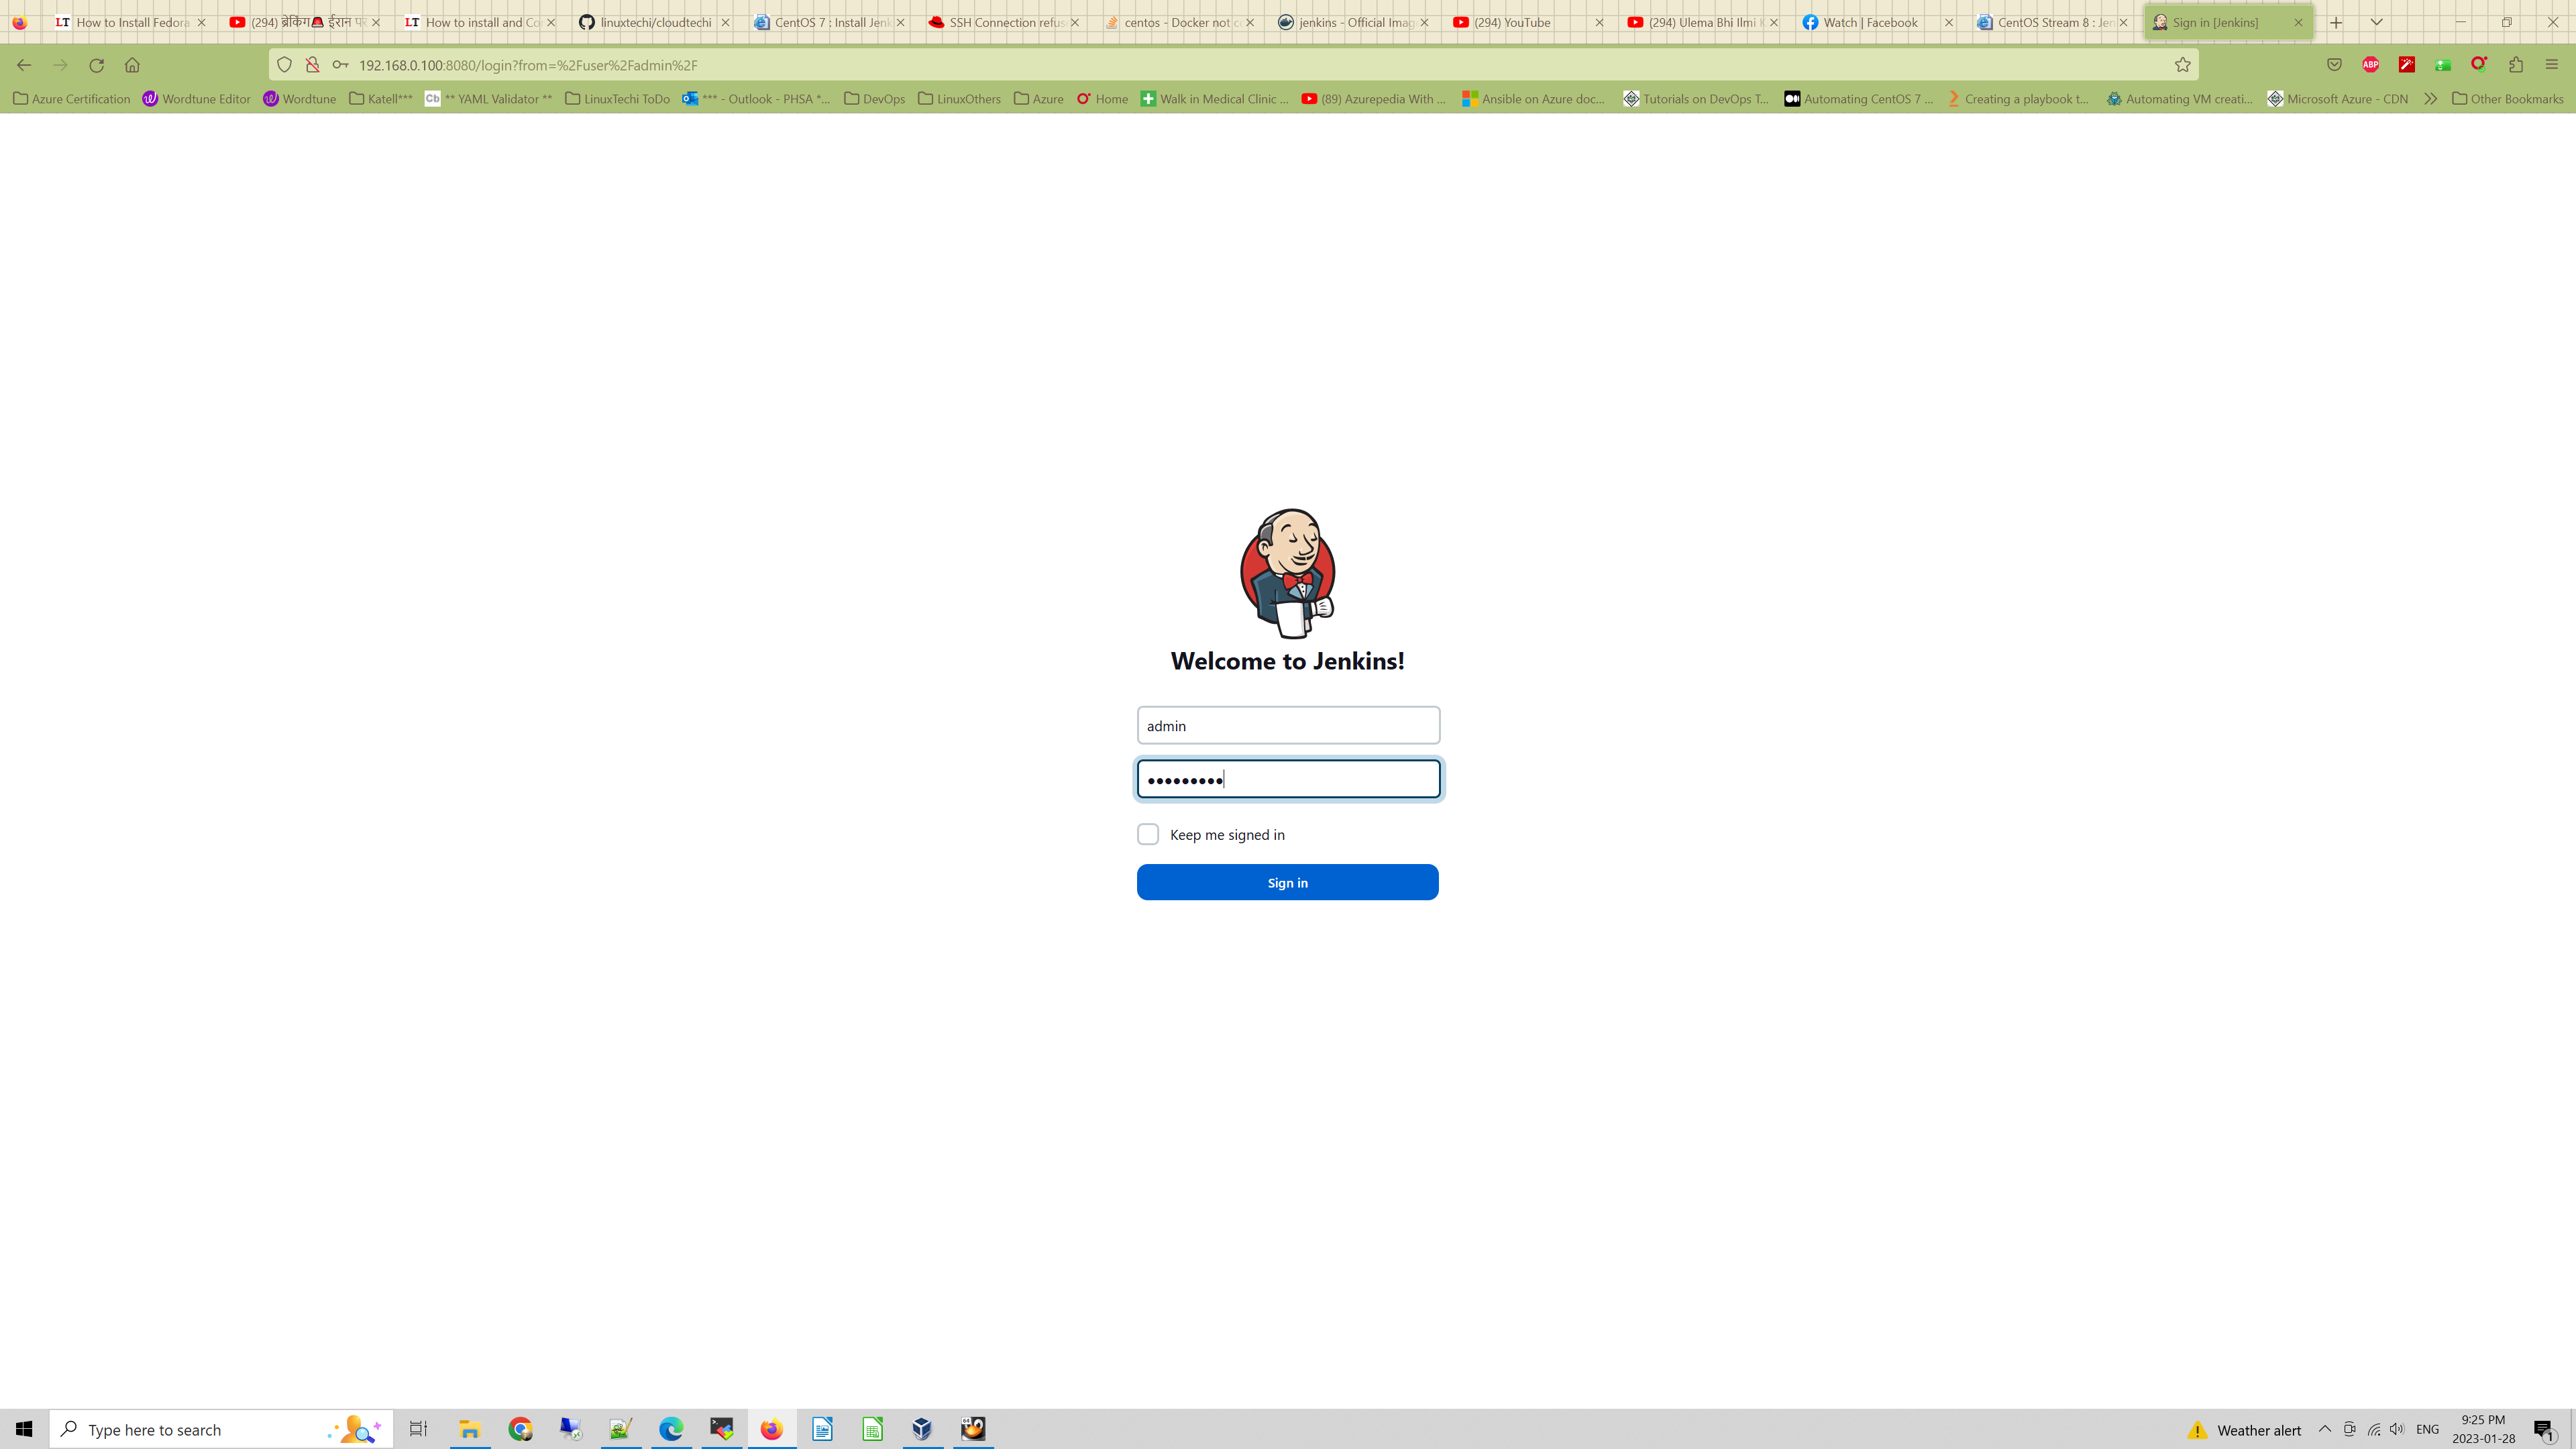 How to Install Fedora
(294) ब्रेकिंग🚨 ईरान पर
How to install and Co
linuxtechi/cloudtechi
CentOS 7 : Install Jenk
SSH Connection refus
centos - Docker not c
jenkins - Official Imag
(294) YouTube
(294) Ulema Bhi Ilmi K
Watch | Facebook
CentOS Stream 8 : Jen
Sign in [Jenkins]
192.168.0.100:8080/login?from=%2Fuser%2Fadmin%2F
ABP
Azure Certification
Wordtune Editor
Wordtune
Katell***
Cb
** YAML Validator **
LinuxTechi ToDo
*** - Outlook - PHSA *...
DevOps
LinuxOthers
Azure
Home
Walk in Medical Clinic ...
(89) Azurepedia With ...
Ansible on Azure doc...
Tutorials on DevOps T...
Automating CentOS 7 ...
Creating a playbook t...
Automating VM creati...
Microsoft Azure - CDN
Other Bookmarks
Welcome to Jenkins!
admin
Keep me signed in
Sign in
Type here to search
Weather alert
ENG
9:25 PM
2023-01-28
1